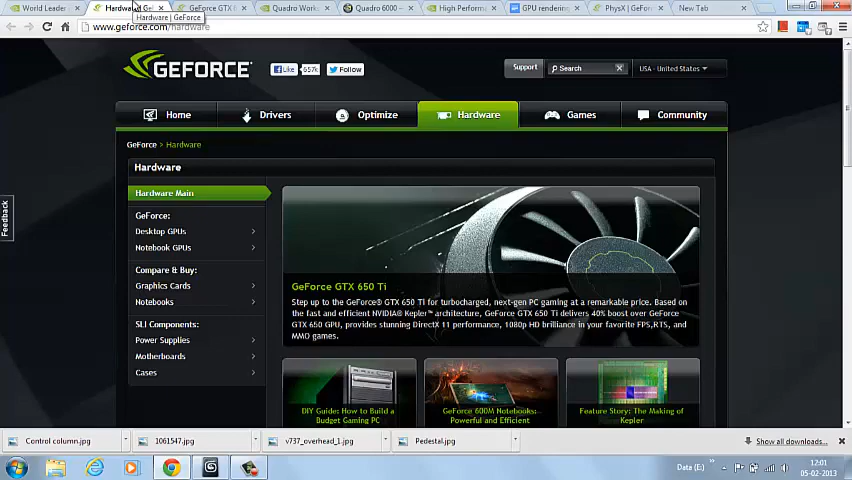 World Leader
Hardware | Ge
GeForce GTX
Quadro Work
Quadro 6000 –
High Perform
GPU rendering
PhysX | GeFor
New Tab
Hardware | GeForce
www.geforce.com/hardware
GEFORCE
Like
657k
Follow
Support
Search
USA - United States
Home
Drivers
Optimize
Hardware
Games
Community
GeForce > Hardware
Hardware
Hardware Main
GeForce:
Desktop GPUs
Notebook GPUs
Compare & Buy:
Graphics Cards
Notebooks
SLI Components:
Power Supplies
Motherboards
Cases
GeForce GTX 650 Ti
Step up to the GeForce® GTX 650 Ti for turbocharged, next-gen PC gaming at a remarkable price. Based on
the fast and efficient NVIDIA® Kepler™ architecture, GeForce GTX 650 Ti delivers 40% boost over GeForce
GTX 650 GPU, provides stunning DirectX 11 performance, 1080p HD brilliance in your favorite FPS,RTS, and
MMO games.
DIY Guide: How to Build a
Budget Gaming PC
GeForce 600M Notebooks:
Powerful and Efficient
Feature Story: The Making of
Kepler
Feedback
Control column.jpg
1061547.jpg
v737_overhead_1.jpg
Pedestal.jpg
Show all downloads...
Data (E:)
12:01
05-02-2013